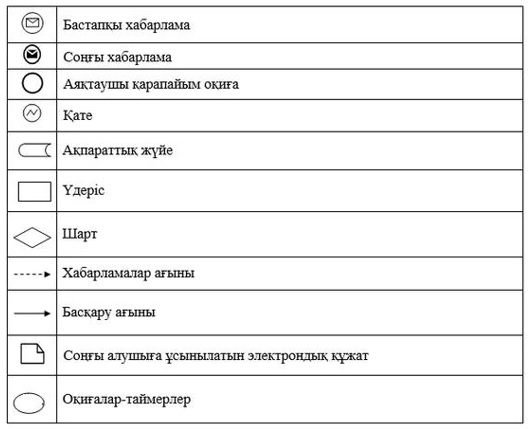 Бастапқы хабарлама
Соңғы хабарлама
Аяқтаушы қарапайым оқиға
Қате
Ақпараттық жүйе
Үдеріс
Шарт
Хабарламалар ағыны
Басқару ағыны
Соңғы алушыға ұсынылатын электрондық құжат
Оқиғалар-таймерлер